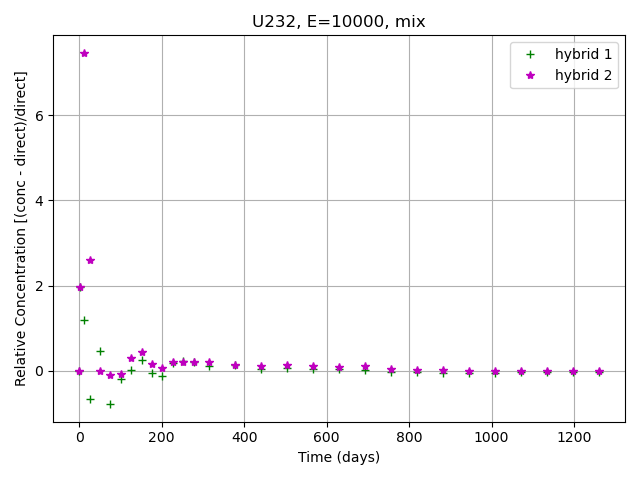 U232, E=10000, mix
hybrid 1
hybrid 2
Relative Concentration [(conc - direct)/direct]
6
4
2
0
0 200 400 600 800 1000 1200
Time (days)